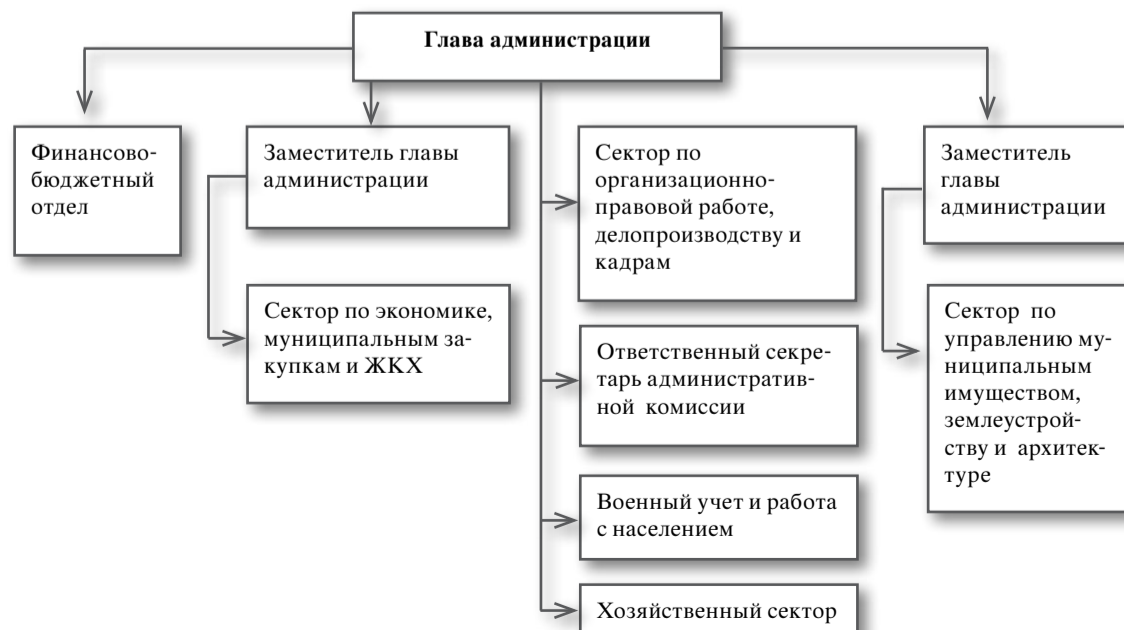 Глава администрации
Финансово-
бюджетный
отдел
Заместитель главы
администрации
Сектор по
организационно-
правовой работе,
делопроизводству и
кадрам
Заместитель
главы
администрации
Сектор по экономике,
муниципальным за-
купкам и ЖКХ
Ответственный секре-
тарь административ-
ной комиссии
Сектор по
управлению му-
ниципальным
имуществом,
землеустрой-
ству и архитек-
туре
Военный учет и работа
с населением
Хозяйственный сектор